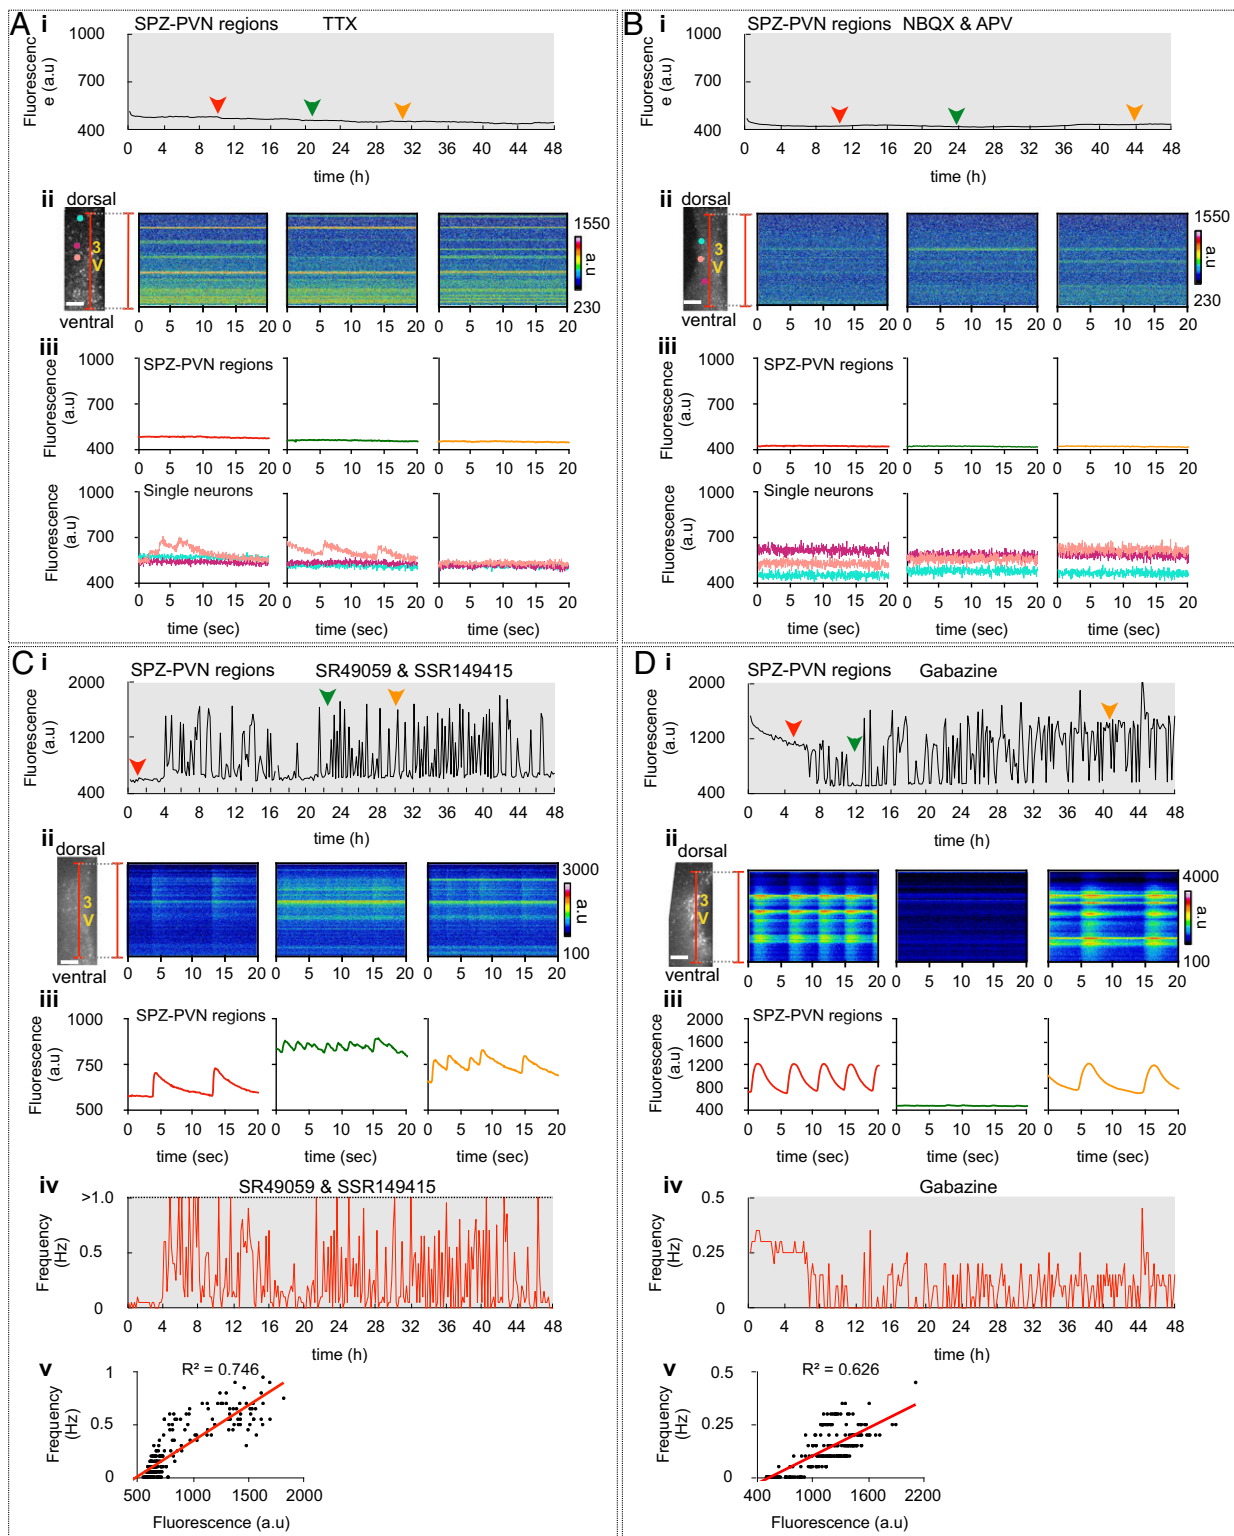 A i SPZ-PVN regions TTX
1000
700
400
Fluorescenc
e (a.u)
0 4 8 12 16 20 24 28 32 36 40 44 48
time (h)
ii dorsal
3
V
ventral
1550
a.u
230
0 5 10 15 20 0 5 10 15 20 0 5 10 15 20
iii
SPZ-PVN regions
Fluorescence
(a.u)
1000
700
400
0 5 10 15 20 0 5 10 15 20 0 5 10 15 20
Single neurons
Fluorescence
(a.u)
1000
700
400
0 5 10 15 20 0 5 10 15 20 0 5 10 15 20
time (sec) time (sec) time (sec)
B i SPZ-PVN regions NBQX & APV
1000
700
400
Fluorescenc
e (a.u)
0 4 8 12 16 20 24 28 32 36 40 44 48
time (h)
ii dorsal
3
V
ventral
1550
a.u
230
0 5 10 15 20 0 5 10 15 20 0 5 10 15 20
iii
SPZ-PVN regions
Fluorescence
(a.u)
1000
700
400
0 5 10 15 20 0 5 10 15 20 0 5 10 15 20
Single neurons
Fluorescence
(a.u)
1000
700
400
0 5 10 15 20 0 5 10 15 20 0 5 10 15 20
time (sec) time (sec) time (sec)
C i SPZ-PVN regions SR49059 & SSR149415
2000
1200
400
Fluorescence
(a.u)
0 4 8 12 16 20 24 28 32 36 40 44 48
time (h)
ii
dorsal
3
V
ventral
3000
a.u
100
0 5 10 15 20 0 5 10 15 20 0 5 10 15 20
iii
SPZ-PVN regions
Fluorescence
(a.u)
1000
750
500
0 5 10 15 20 0 5 10 15 20 0 5 10 15 20
time (sec) time (sec) time (sec)
iv SR49059 & SSR149415
>1.0
0.5
0
Frequency
(Hz)
0 4 8 12 16 20 24 28 32 36 40 44 48
time (h)
v R² = 0.746
1
0.5
0
Frequency
(Hz)
500 1000 1500 2000
Fluorescence (a.u)
D i SPZ-PVN regions Gabazine
2000
1200
400
Fluorescence
(a.u)
0 4 8 12 16 20 24 28 32 36 40 44 48
time (h)
ii
dorsal
3
V
ventral
4000
a.u
100
0 5 10 15 20 0 5 10 15 20 0 5 10 15 20
iii
SPZ-PVN regions
Fluorescence
(a.u)
2000
1600
1200
800
400
0 5 10 15 20 0 5 10 15 20 0 5 10 15 20
time (sec) time (sec) time (sec)
iv Gabazine
0.5
0.25
0
Frequency
(Hz)
0 4 8 12 16 20 24 28 32 36 40 44 48
time (h)
v R² = 0.626
0.5
0.25
0
Frequency
(Hz)
400 1000 1600 2200
Fluorescence (a.u)